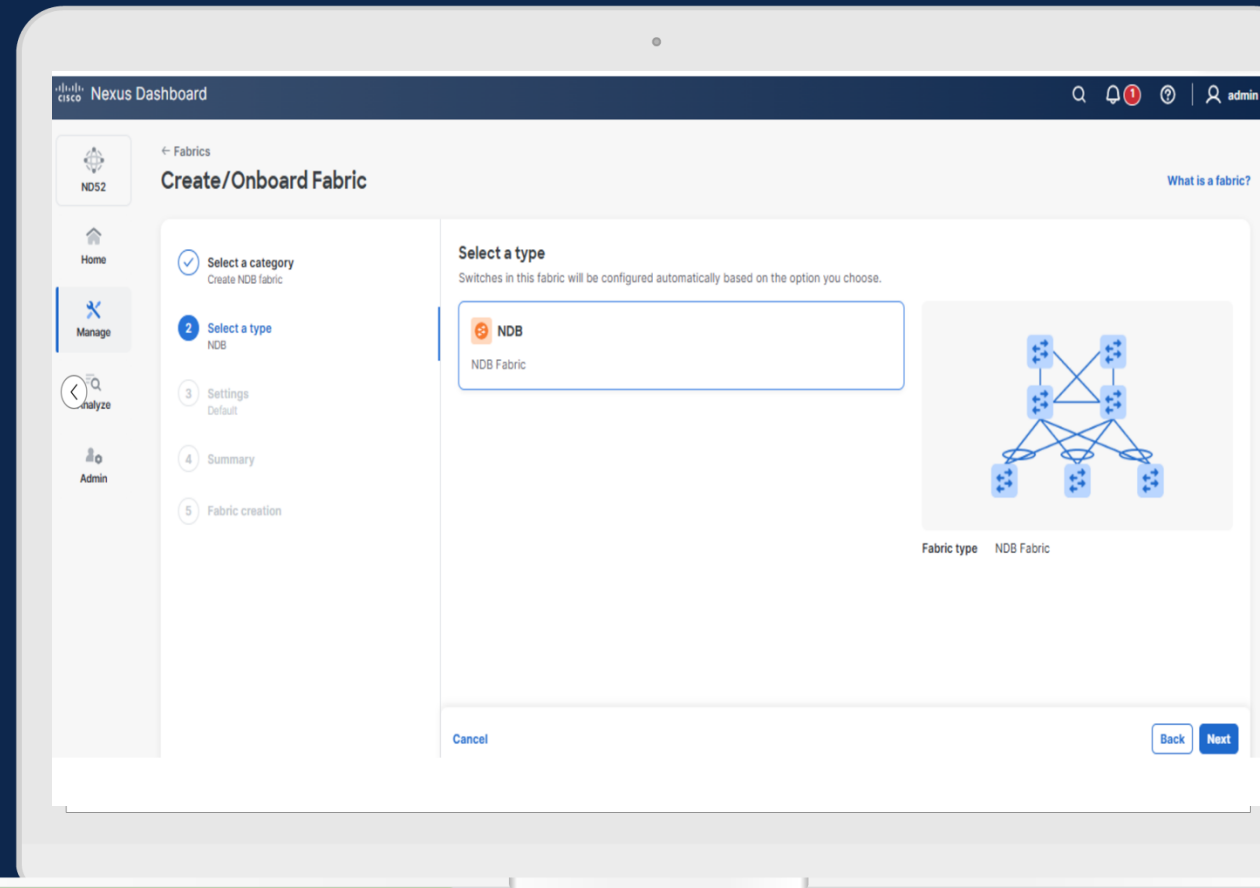 CISCO Nexus Dashboard
1
admin
ND52
Home
Manage
Admin
Fabrics
Create/Onboard Fabric
What is a fabric?
Select a category
Create NDB fabric
2 Select a type
NDB
3 Settings
Default
4 Summary
5 Fabric creation
Select a type
Switches in this fabric will be configured automatically based on the option you choose.
NDB
NDB Fabric
Fabric type NDB Fabric
Cancel
Back Next